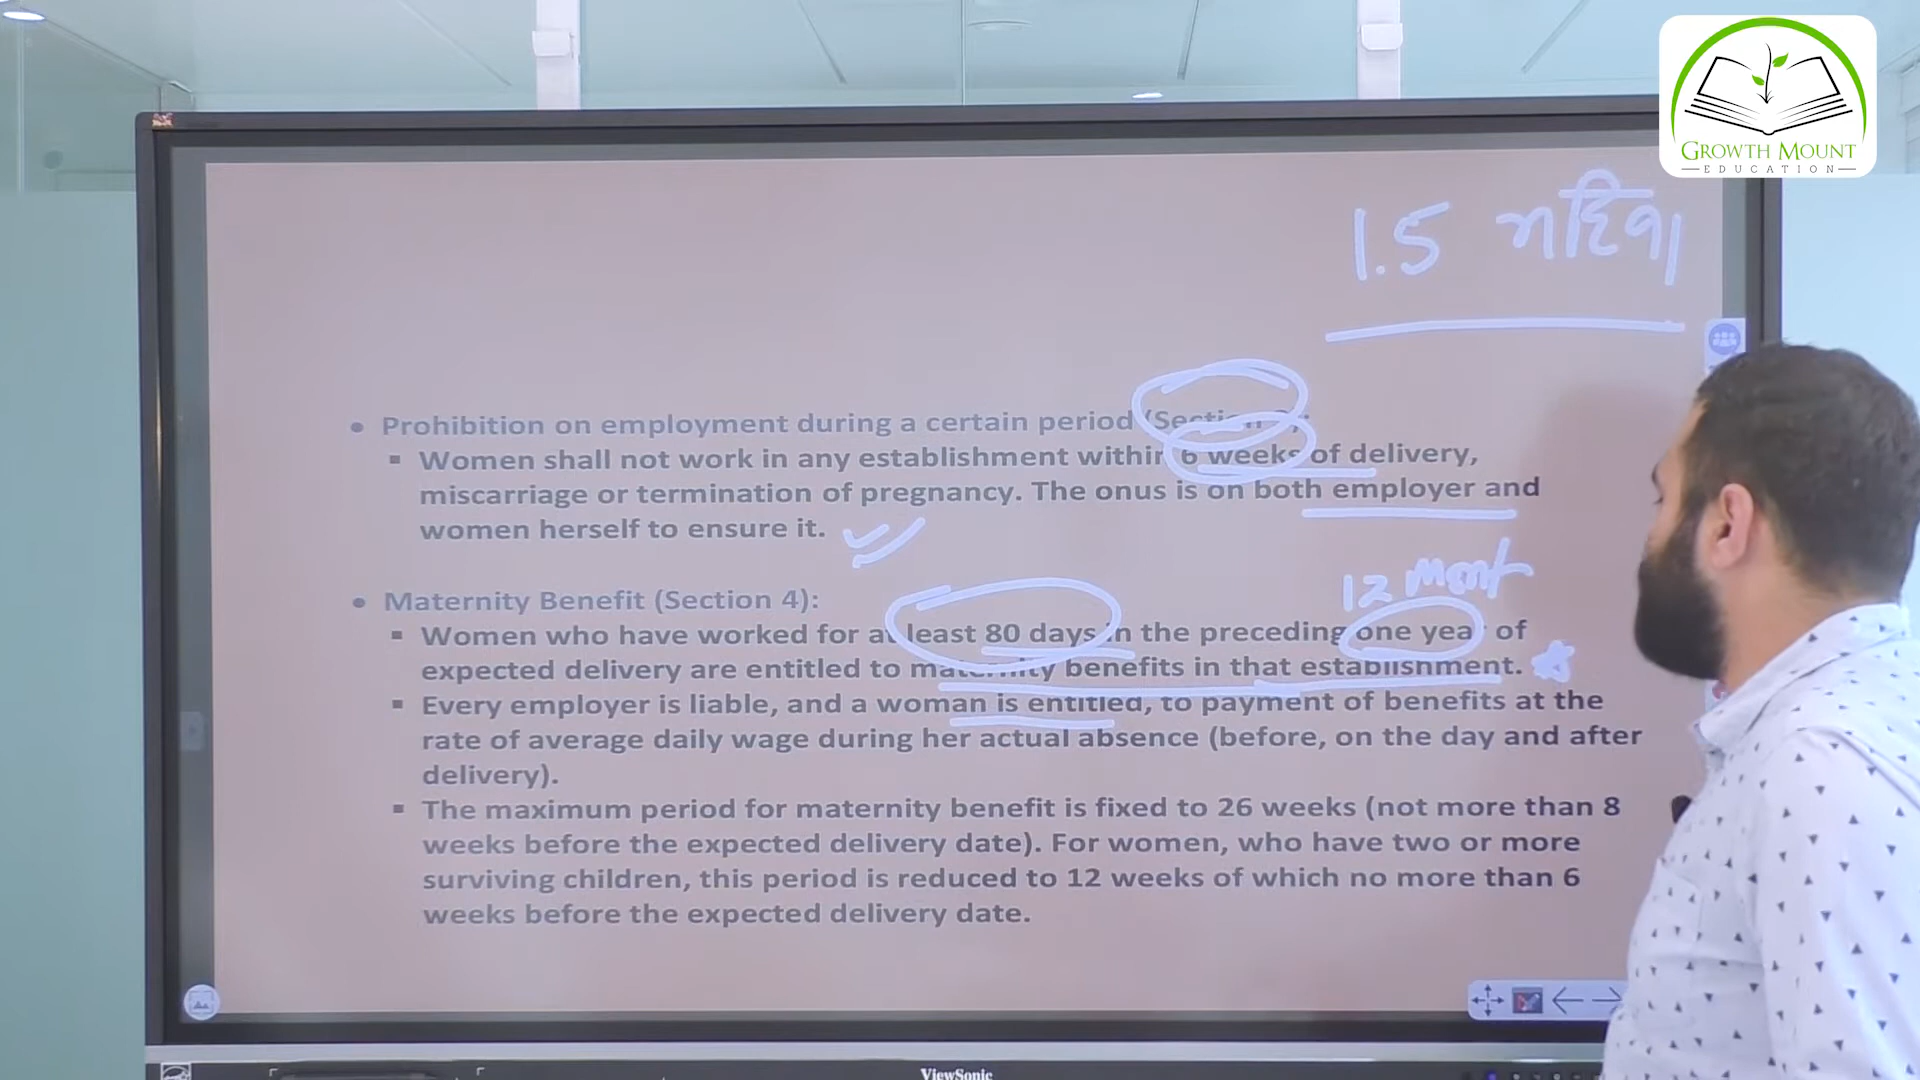 GROWTH MOUNT
EDUCATION
1.5 મહિના
• Prohibition on employment during a certain period (Section
▪ Women shall not work in any establishment within 6 weeks of delivery,
miscarriage or termination of pregnancy. The onus is on both employer and
women herself to ensure it.
12 Mont
• Maternity Benefit (Section 4):
▪ Women who have worked for at least 80 days in the preceding one year of
expected delivery are entitled to maternity benefits in that establishment.
▪ Every employer is liable, and a woman is entitled, to payment of benefits at the
rate of average daily wage during her actual absence (before, on the day and after
delivery).
▪ The maximum period for maternity benefit is fixed to 26 weeks (not more than 8
weeks before the expected delivery date). For women, who have two or more
surviving children, this period is reduced to 12 weeks of which no more than 6
weeks before the expected delivery date.
ViewSonic